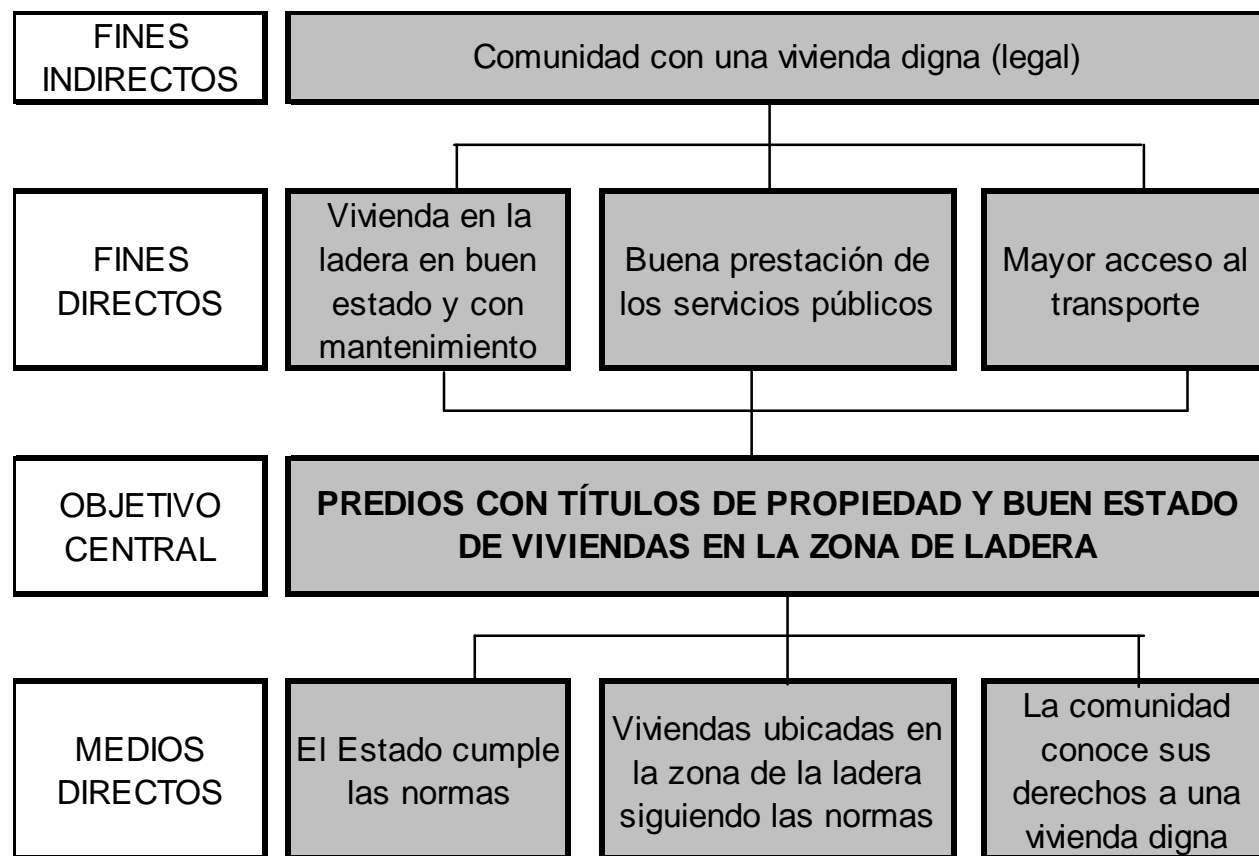 FINES
INDIRECTOS
Comunidad con una vivienda digna (legal)
FINES
DIRECTOS
Vivienda en la
ladera en buen
estado y con
mantenimiento
Buena prestación de
los servicios públicos
Mayor acceso al
transporte
OBJETIVO
CENTRAL
PREDIOS CON TÍTULOS DE PROPIEDAD Y BUEN ESTADO
DE VIVIENDAS EN LA ZONA DE LADERA
MEDIOS
DIRECTOS
El Estado cumple
las normas
Viviendas ubicadas en
la zona de la ladera
siguiendo las normas
La comunidad
conoce sus
derechos a una
vivienda digna